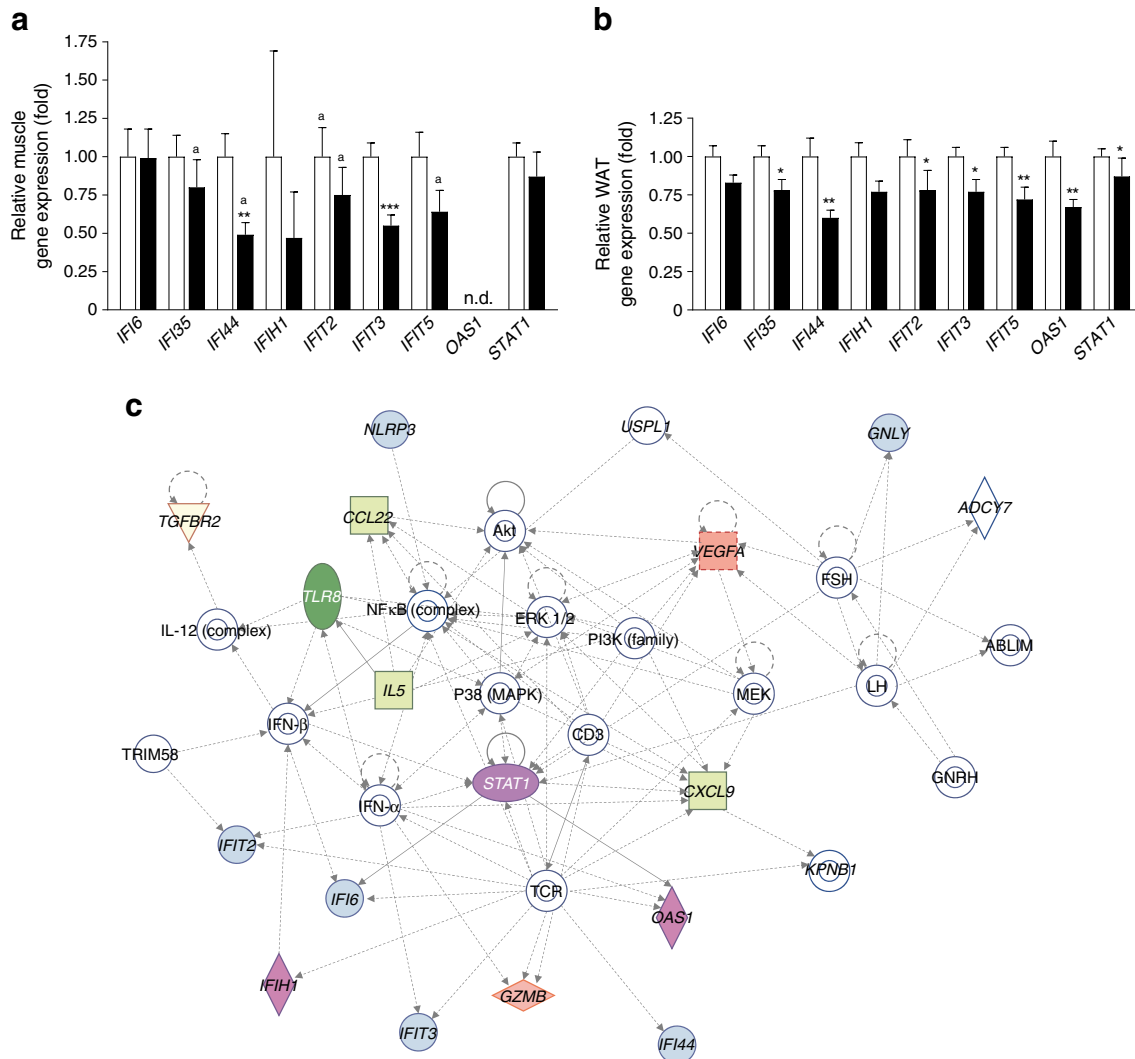 a
Relative muscle
gene expression (fold)
1.75
1.50
1.25
1.00
0.75
0.50
0.25
0
a
a
**
a
a
***
a
n.d.
IFI6
IFI35
IFI44
IFIH1
IFIT2
IFIT3
IFIT5
OAS1
STAT1
b
Relative WAT
gene expression (fold)
1.25
1.00
0.75
0.50
0.25
0
*
**
*
*
**
**
*
IFI6
IFI35
IFI44
IFIH1
IFIT2
IFIT3
IFIT5
OAS1
STAT1
c
NLRP3
USPL1
GNLY
TGFBR2
CCL22
Akt
VEGFA
ADCY7
FSH
TLR8
NFκB (complex)
ERK 1/2
IL-12 (complex)
PI3K (family)
ABLIM
IL5
P38 (MAPK)
MEK
LH
IFN-β
CD3
TRIM58
STAT1
GNRH
CXCL9
IFN-α
IFIT2
KPNB1
IFI6
TCR
OAS1
IFIH1
GZMB
IFIT3
IFI44